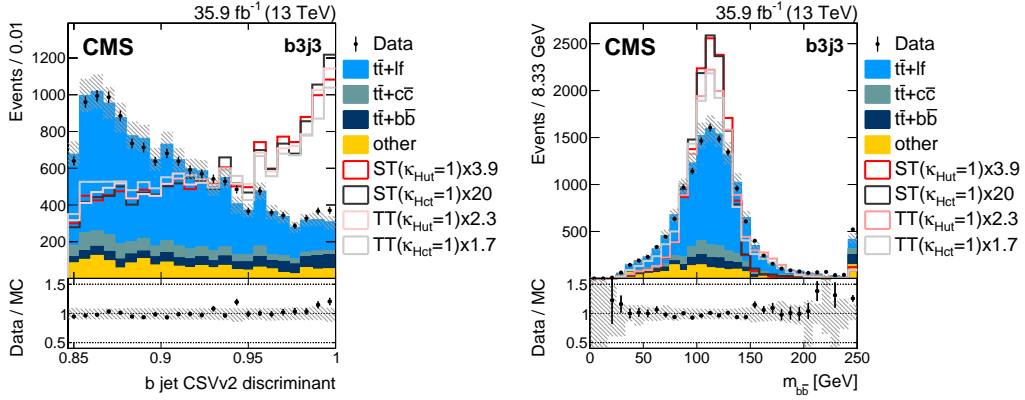 35.9 fb⁻¹ (13 TeV)
CMS
b3j3
Events / 0.01
1200
1000
800
600
400
200
Data
tt̄+lf
tt̄+cc̄
tt̄+bb̄
other
ST(κHut=1)x3.9
ST(κHct=1)x20
TT(κHut=1)x2.3
TT(κHct=1)x1.7
Data / MC
1.5
1
0.5
0.85 0.9 0.95 1
b jet CSVv2 discriminant
35.9 fb⁻¹ (13 TeV)
CMS
b3j3
Events / 8.33 GeV
2500
2000
1500
1000
500
Data
tt̄+lf
tt̄+cc̄
tt̄+bb̄
other
ST(κHut=1)x3.9
ST(κHct=1)x20
TT(κHut=1)x2.3
TT(κHct=1)x1.7
Data / MC
1.5
1
0.5
0 50 100 150 200 250
mbb̄ [GeV]